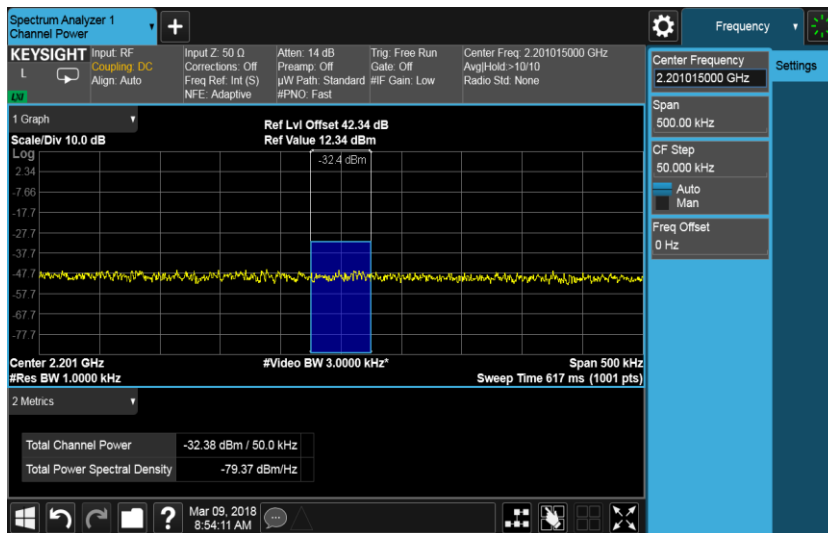 Spectrum Analyzer 1
Channel Power
Frequency
KEYSIGHT
L
LXI
Input: RF
Coupling: DC
Align: Auto
Input Z: 50 Ω
Corrections: Off
Freq Ref: Int (S)
NFE: Adaptive
Atten: 14 dB
Preamp: Off
µW Path: Standard
#PNO: Fast
Trig: Free Run
Gate: Off
#IF Gain: Low
Center Freq: 2.201015000 GHz
Avg|Hold:>10/10
Radio Std: None
Center Frequency
2.201015000 GHz
Settings
Span
500.00 kHz
CF Step
50.000 kHz
Auto
Man
Freq Offset
0 Hz
1 Graph
Scale/Div 10.0 dB
Ref Lvl Offset 42.34 dB
Ref Value 12.34 dBm
Log
-32.4 dBm
2.34
-7.66
-17.7
-27.7
-37.7
-47.7
-57.7
-67.7
-77.7
Center 2.201 GHz
#Video BW 3.0000 kHz*
Span 500 kHz
#Res BW 1.0000 kHz
Sweep Time 617 ms (1001 pts)
2 Metrics
Total Channel Power -32.38 dBm / 50.0 kHz
Total Power Spectral Density -79.37 dBm/Hz
?
Mar 09, 2018
8:54:11 AM